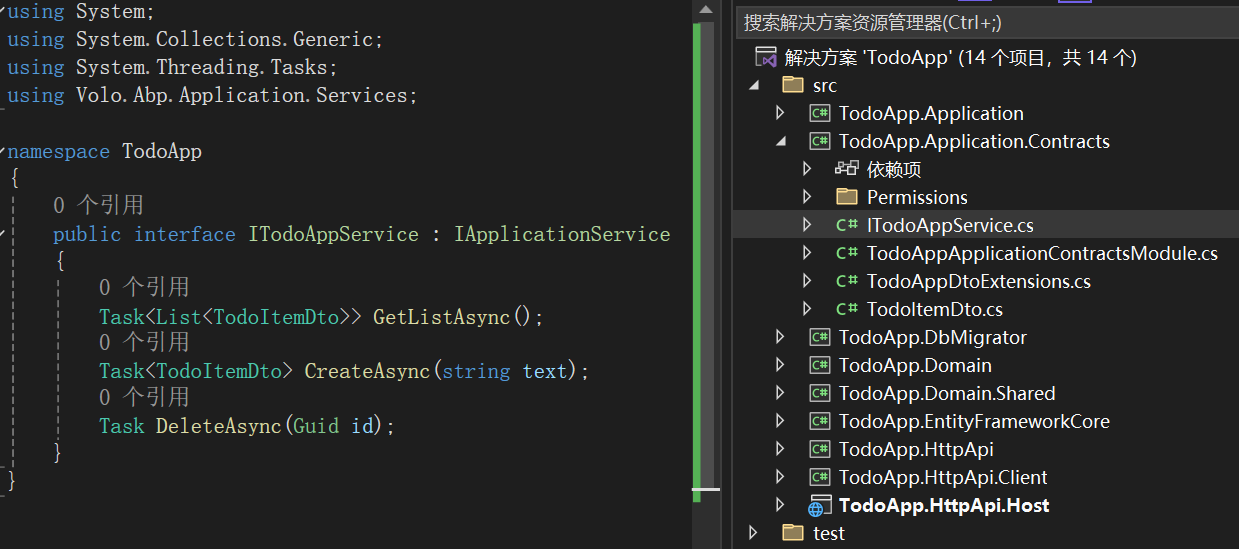 using System;
using System.Collections.Generic;
using System.Threading.Tasks;
using Volo.Abp.Application.Services;
namespace TodoApp
{
0 个引用
public interface ITodoAppService : IApplicationService
{
0 个引用
Task<List<TodoItemDto>> GetListAsync();
0 个引用
Task<TodoItemDto> CreateAsync(string text);
0 个引用
Task DeleteAsync(Guid id);
}
}
搜索解决方案资源管理器(Ctrl+;)
解决方案 'TodoApp' (14 个项目，共 14 个)
src
C# TodoApp.Application
C# TodoApp.Application.Contracts
依赖项
Permissions
C# ITodoAppService.cs
C# TodoAppApplicationContractsModule.cs
C# TodoAppDtoExtensions.cs
C# TodoItemDto.cs
C# TodoApp.DbMigrator
C# TodoApp.Domain
C# TodoApp.Domain.Shared
C# TodoApp.EntityFrameworkCore
C# TodoApp.HttpApi
C# TodoApp.HttpApi.Client
TodoApp.HttpApi.Host
test